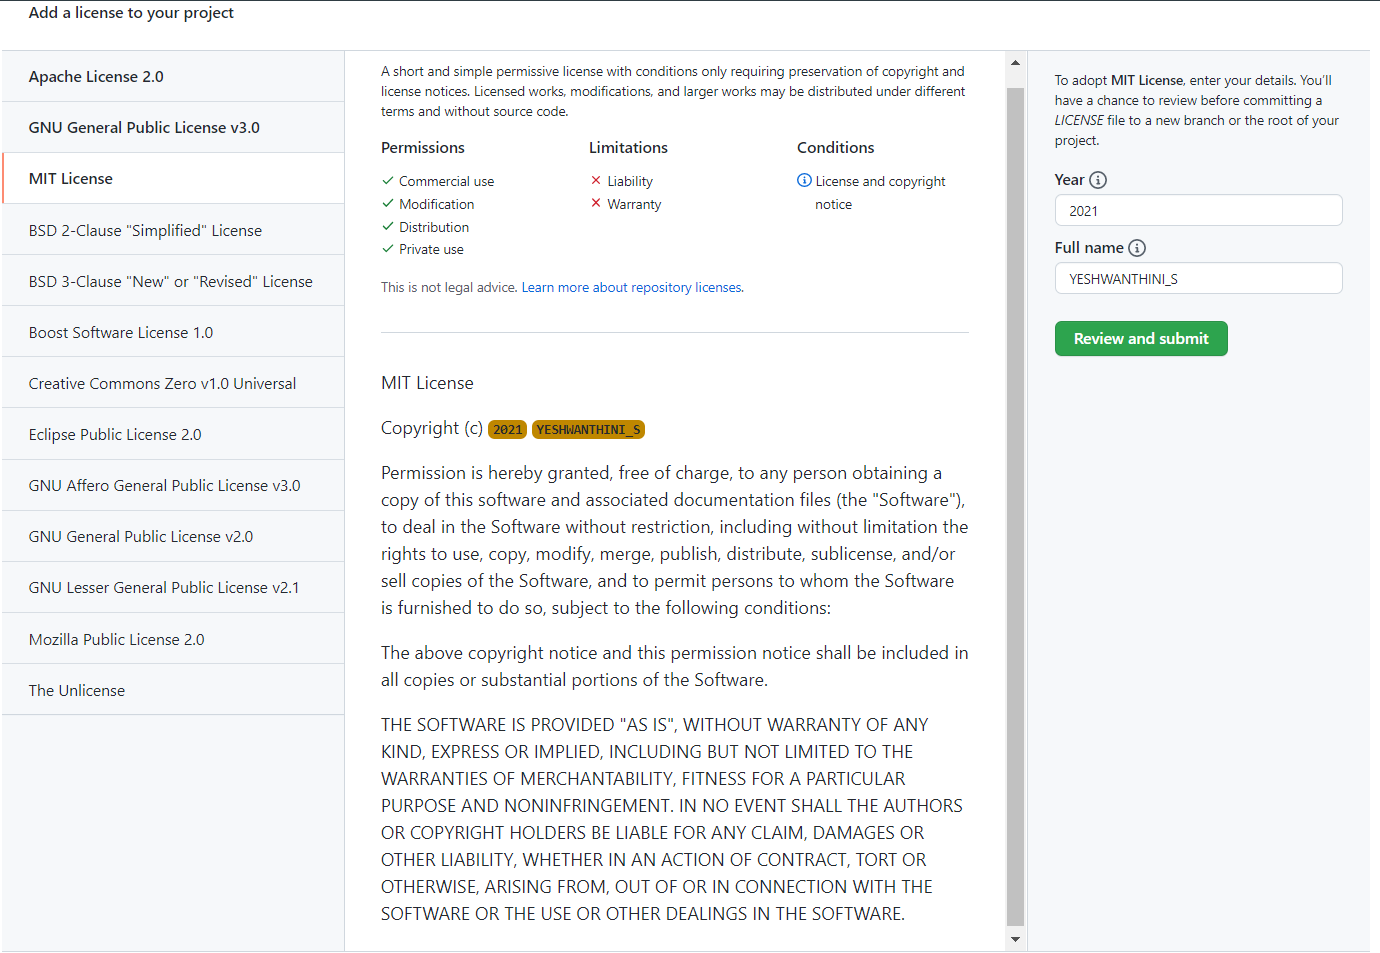 Add a license to your project
Apache License 2.0
GNU General Public License v3.0
MIT License
BSD 2-Clause "Simplified" License
BSD 3-Clause "New" or "Revised" License
Boost Software License 1.0
Creative Commons Zero v1.0 Universal
Eclipse Public License 2.0
GNU Affero General Public License v3.0
GNU General Public License v2.0
GNU Lesser General Public License v2.1
Mozilla Public License 2.0
The Unlicense
A short and simple permissive license with conditions only requiring preservation of copyright and
license notices. Licensed works, modifications, and larger works may be distributed under different
terms and without source code.
Permissions
Commercial use
Modification
Distribution
Private use
Limitations
Liability
Warranty
Conditions
License and copyright
notice
This is not legal advice. Learn more about repository licenses.
MIT License
Copyright (c) 2021 YESHWANTHINI_S
Permission is hereby granted, free of charge, to any person obtaining a
copy of this software and associated documentation files (the "Software"),
to deal in the Software without restriction, including without limitation the
rights to use, copy, modify, merge, publish, distribute, sublicense, and/or
sell copies of the Software, and to permit persons to whom the Software
is furnished to do so, subject to the following conditions:
The above copyright notice and this permission notice shall be included in
all copies or substantial portions of the Software.
THE SOFTWARE IS PROVIDED "AS IS", WITHOUT WARRANTY OF ANY
KIND, EXPRESS OR IMPLIED, INCLUDING BUT NOT LIMITED TO THE
WARRANTIES OF MERCHANTABILITY, FITNESS FOR A PARTICULAR
PURPOSE AND NONINFRINGEMENT. IN NO EVENT SHALL THE AUTHORS
OR COPYRIGHT HOLDERS BE LIABLE FOR ANY CLAIM, DAMAGES OR
OTHER LIABILITY, WHETHER IN AN ACTION OF CONTRACT, TORT OR
OTHERWISE, ARISING FROM, OUT OF OR IN CONNECTION WITH THE
SOFTWARE OR THE USE OR OTHER DEALINGS IN THE SOFTWARE.
To adopt MIT License, enter your details. You'll
have a chance to review before committing a
LICENSE file to a new branch or the root of your
project.
Year
2021
Full name
YESHWANTHINI_S
Review and submit